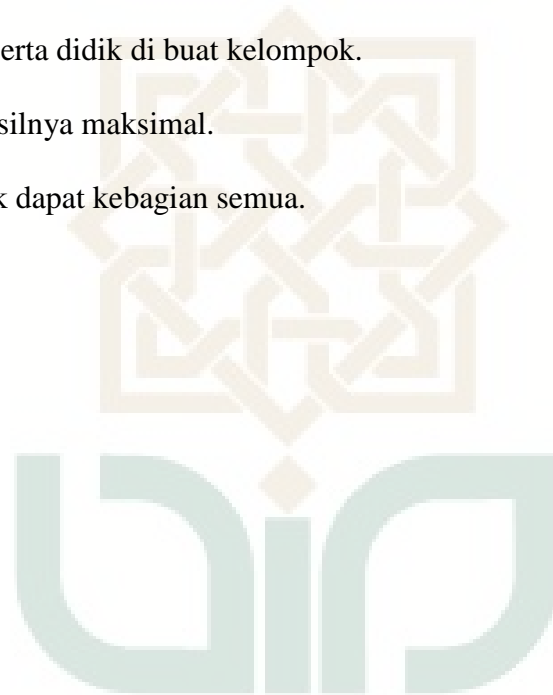 erta didik di buat kelompok.
silnya maksimal.
k dapat kebagian semua.